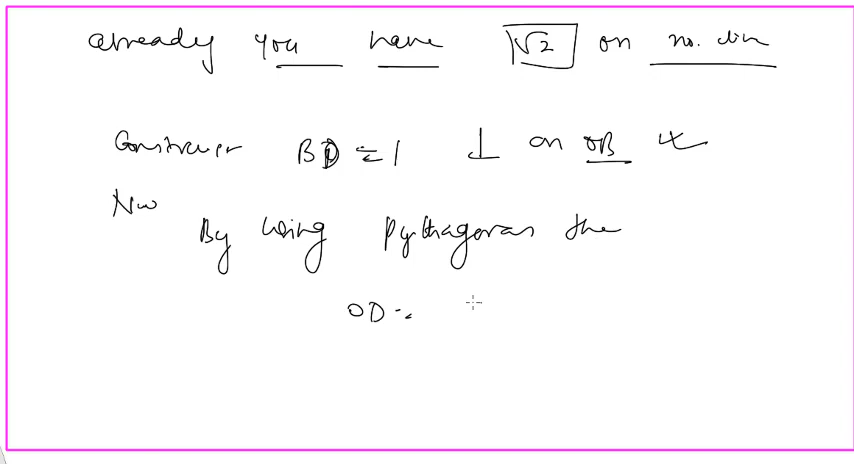 already you have √2 on no. line
Construct BD = 1 ⊥ on OB
Now
By using Pythagoras the
OD =